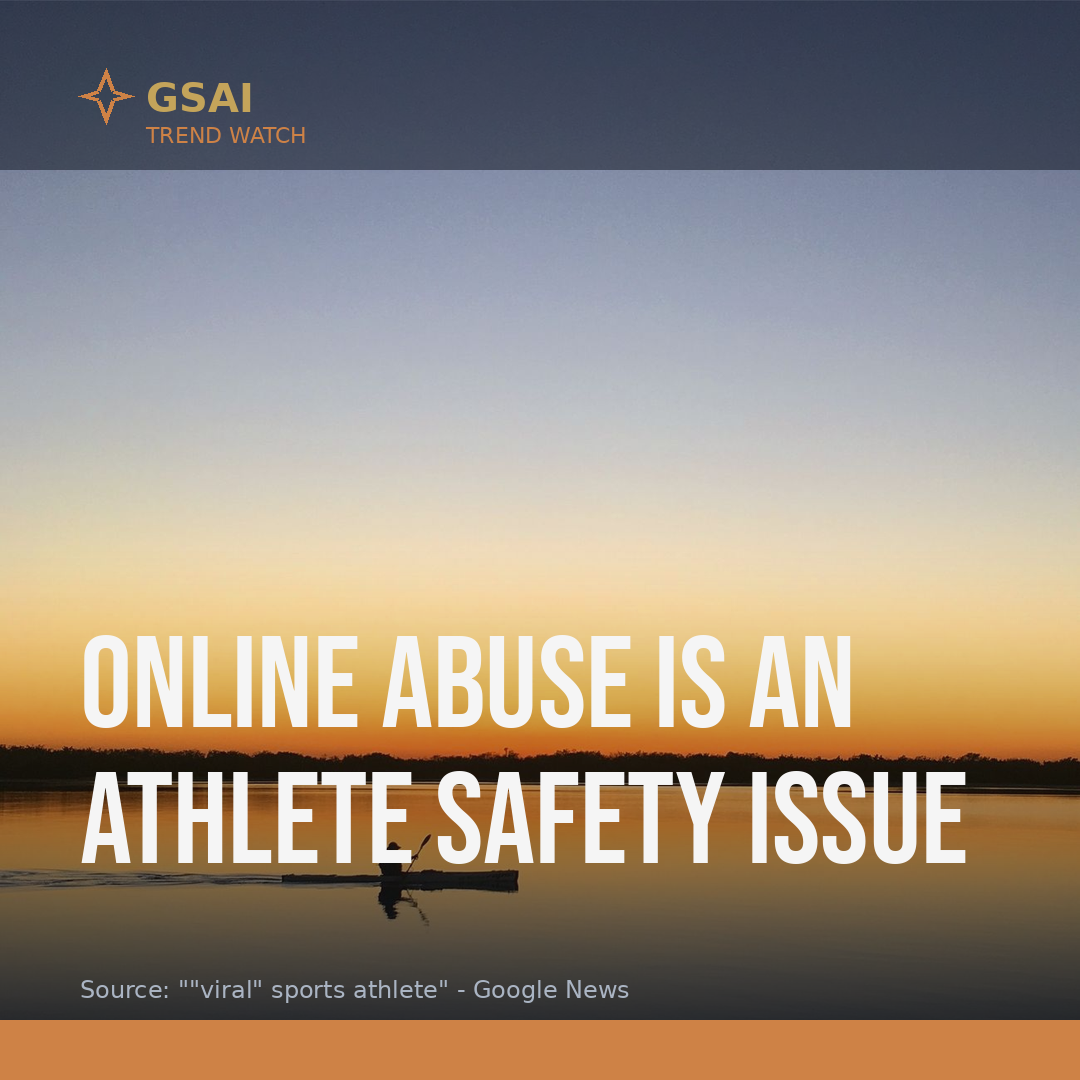 GSAI
TREND WATCH
ONLINE ABUSE IS AN
ATHLETE SAFETY ISSUE
Source: ""viral" sports athlete" - Google News